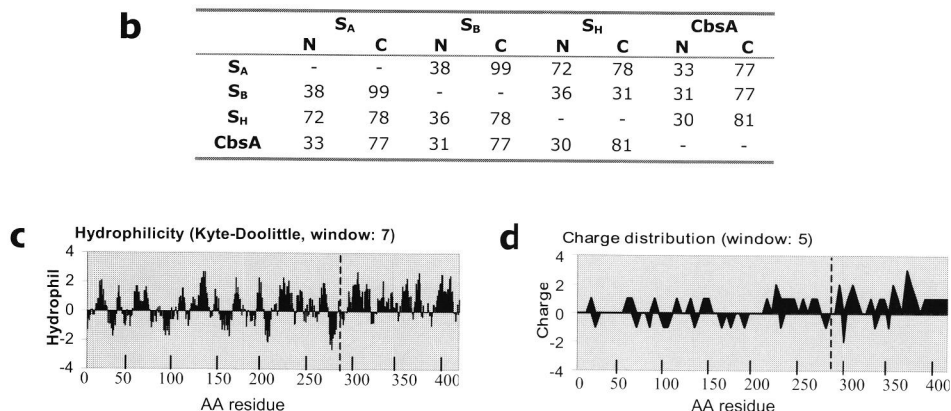 b
S_A S_B S_H CbsA
N C N C N C N C
S_A - - 38 99 72 78 33 77
S_B 38 99 - - 36 31 31 77
S_H 72 78 36 78 - - 30 81
CbsA 33 77 31 77 30 81 - -
c Hydrophilicity (Kyte-Doolittle, window: 7)
4
2
0
-2
-4
Hydrophil
0 50 100 150 200 250 300 350 400
AA residue
d Charge distribution (window: 5)
4
2
0
-2
-4
Charge
0 50 100 150 200 250 300 350 400
AA residue